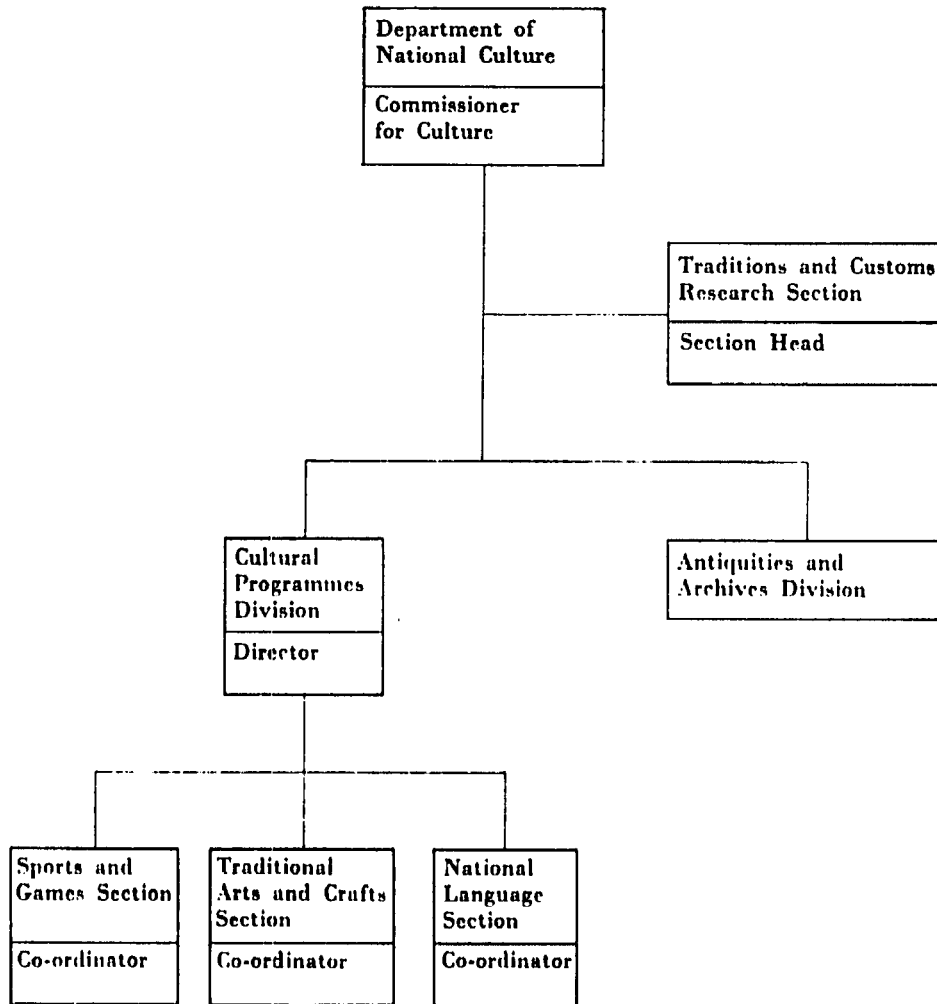 Department of
National Culture
Commissioner
for Culture
Traditions and Customs
Research Section
Section Head
Cultural
Programmes
Division
Director
Antiquities and
Archives Division
Sports and
Games Section
Co-ordinator
Traditional
Arts and Crafts
Section
Co-ordinator
National
Language
Section
Co-ordinator